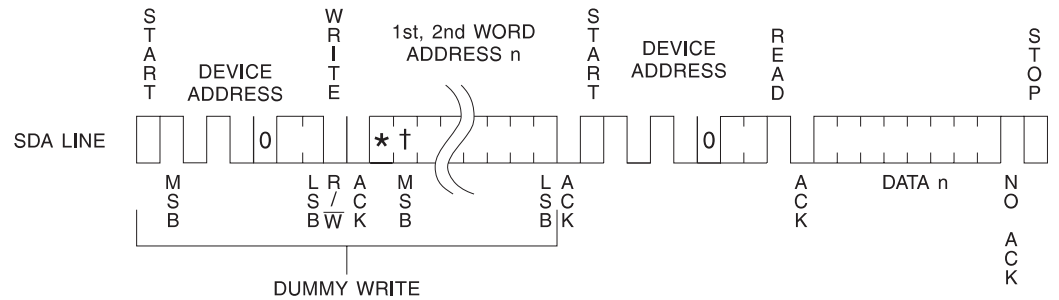 START
WRITE
1st, 2nd WORD
ADDRESS n
START
READ
STOP
DEVICE
ADDRESS
DEVICE
ADDRESS
SDA LINE
0
* †
0
MSB
LSB
R/W
ACK
MSB
LSB
ACK
ACK
DATA n
NO ACK
DUMMY WRITE